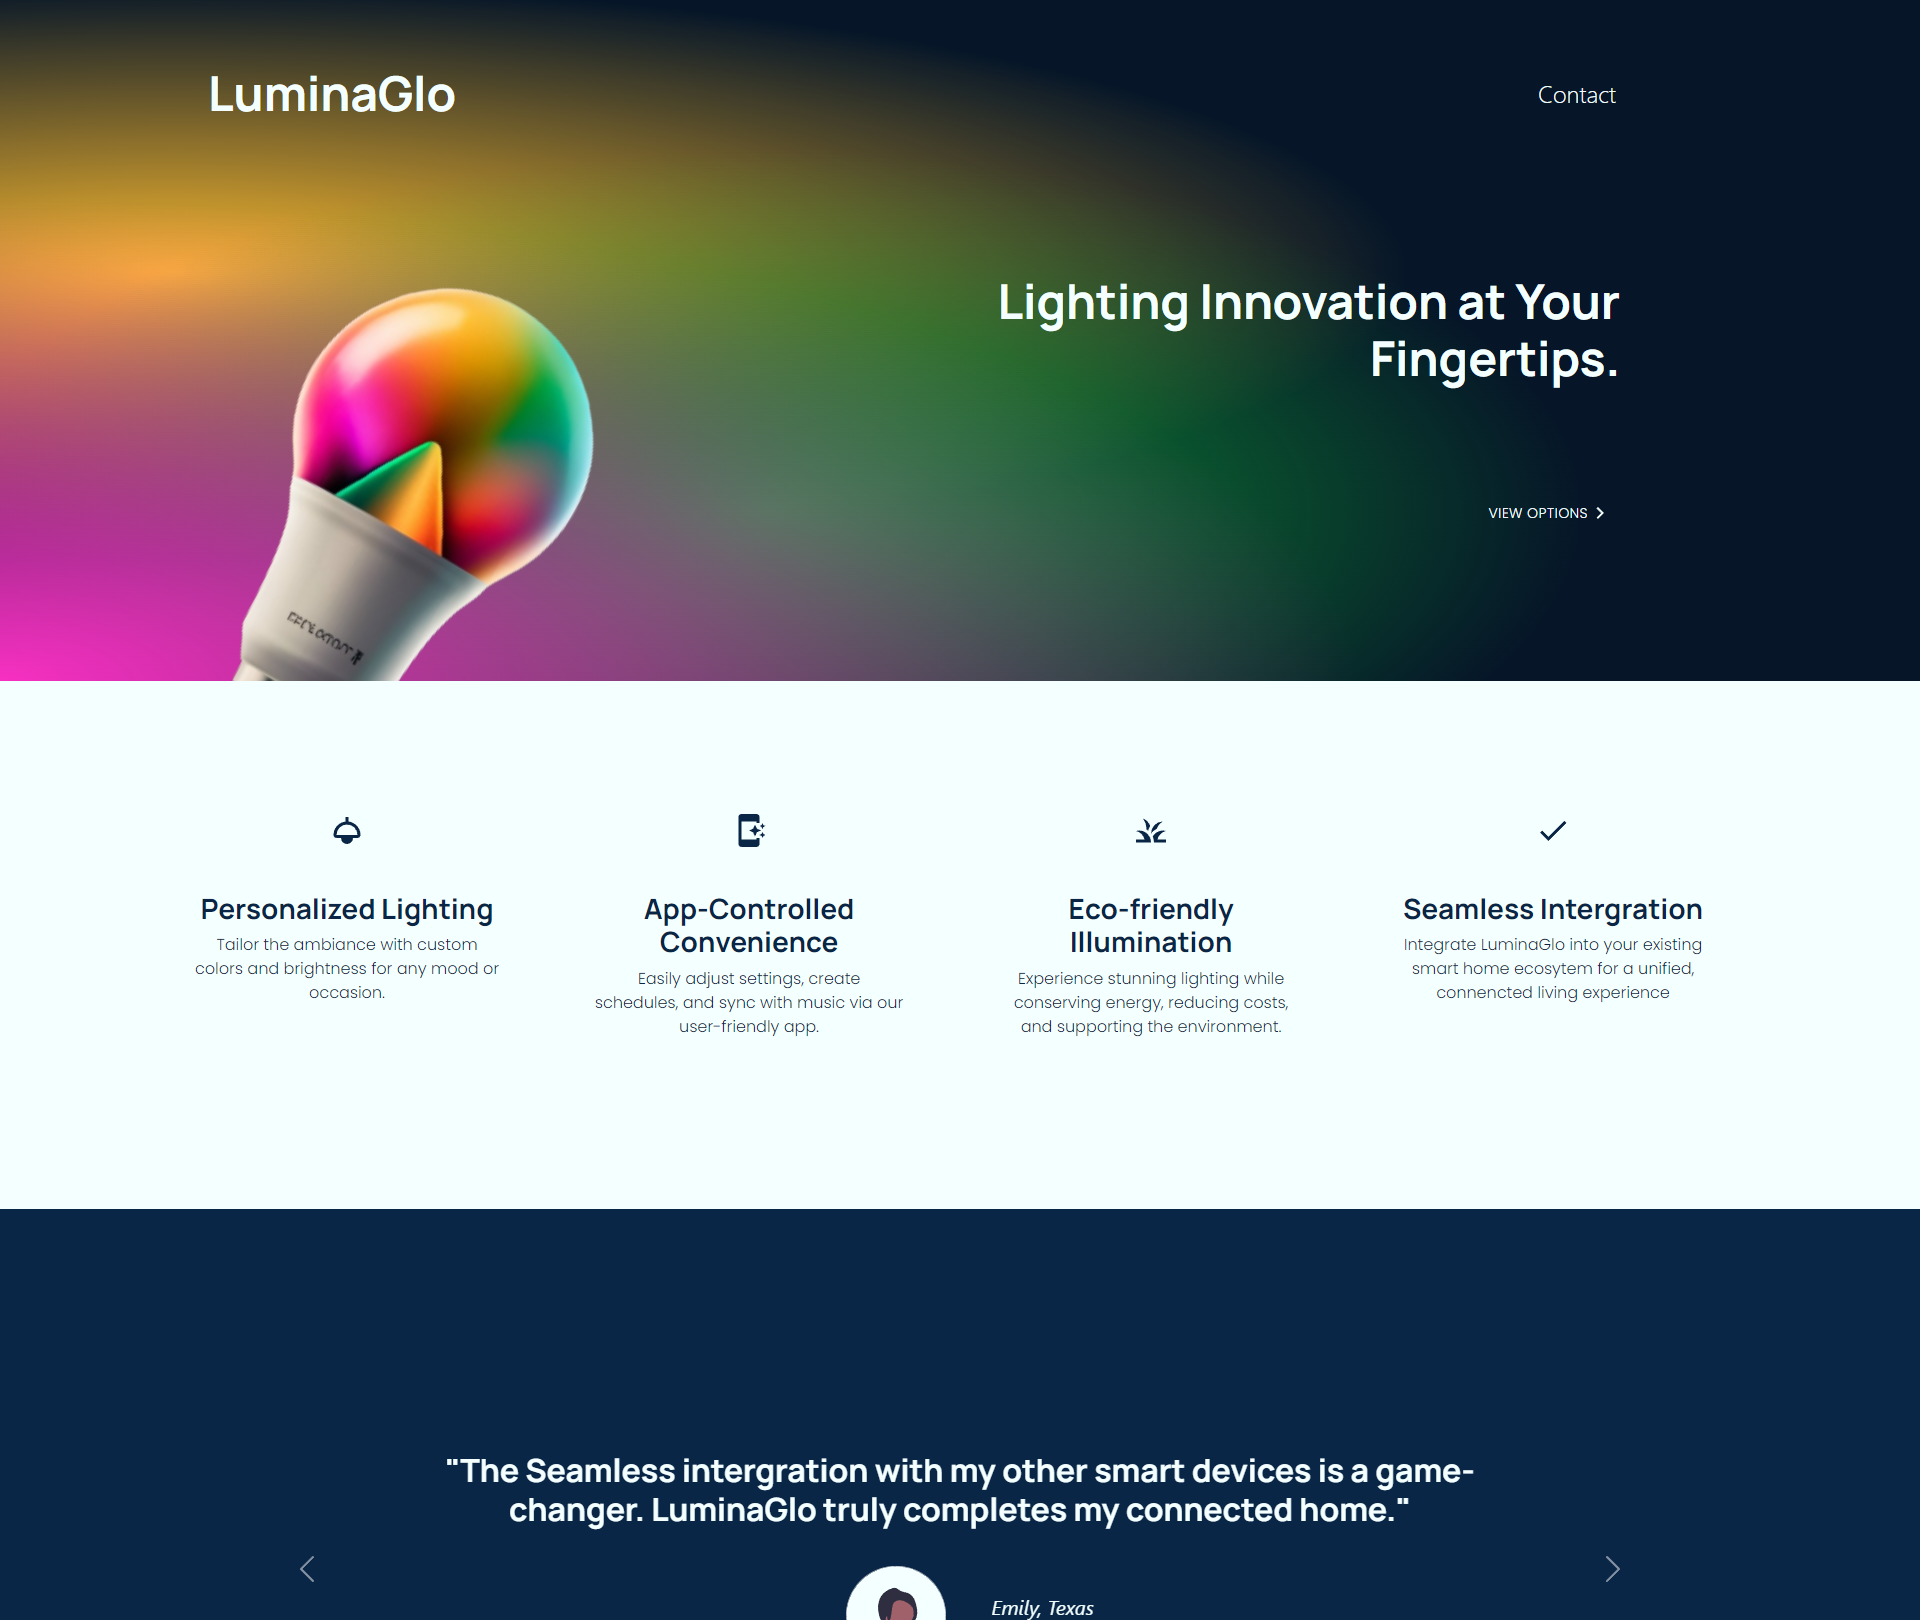 LuminaGlo
Contact
Lighting Innovation at Your
Fingertips.
VIEW OPTIONS
Personalized Lighting
Tailor the ambiance with custom
colors and brightness for any mood or
occasion.
App-Controlled
Convenience
Easily adjust settings, create
schedules, and sync with music via our
user-friendly app.
Eco-friendly
Illumination
Experience stunning lighting while
conserving energy, reducing costs,
and supporting the environment.
Seamless Intergration
Integrate LuminaGlo into your existing
smart home ecosytem for a unified,
connencted living experience
"The Seamless intergration with my other smart devices is a game-
changer. LuminaGlo truly completes my connected home."
Emily, Texas